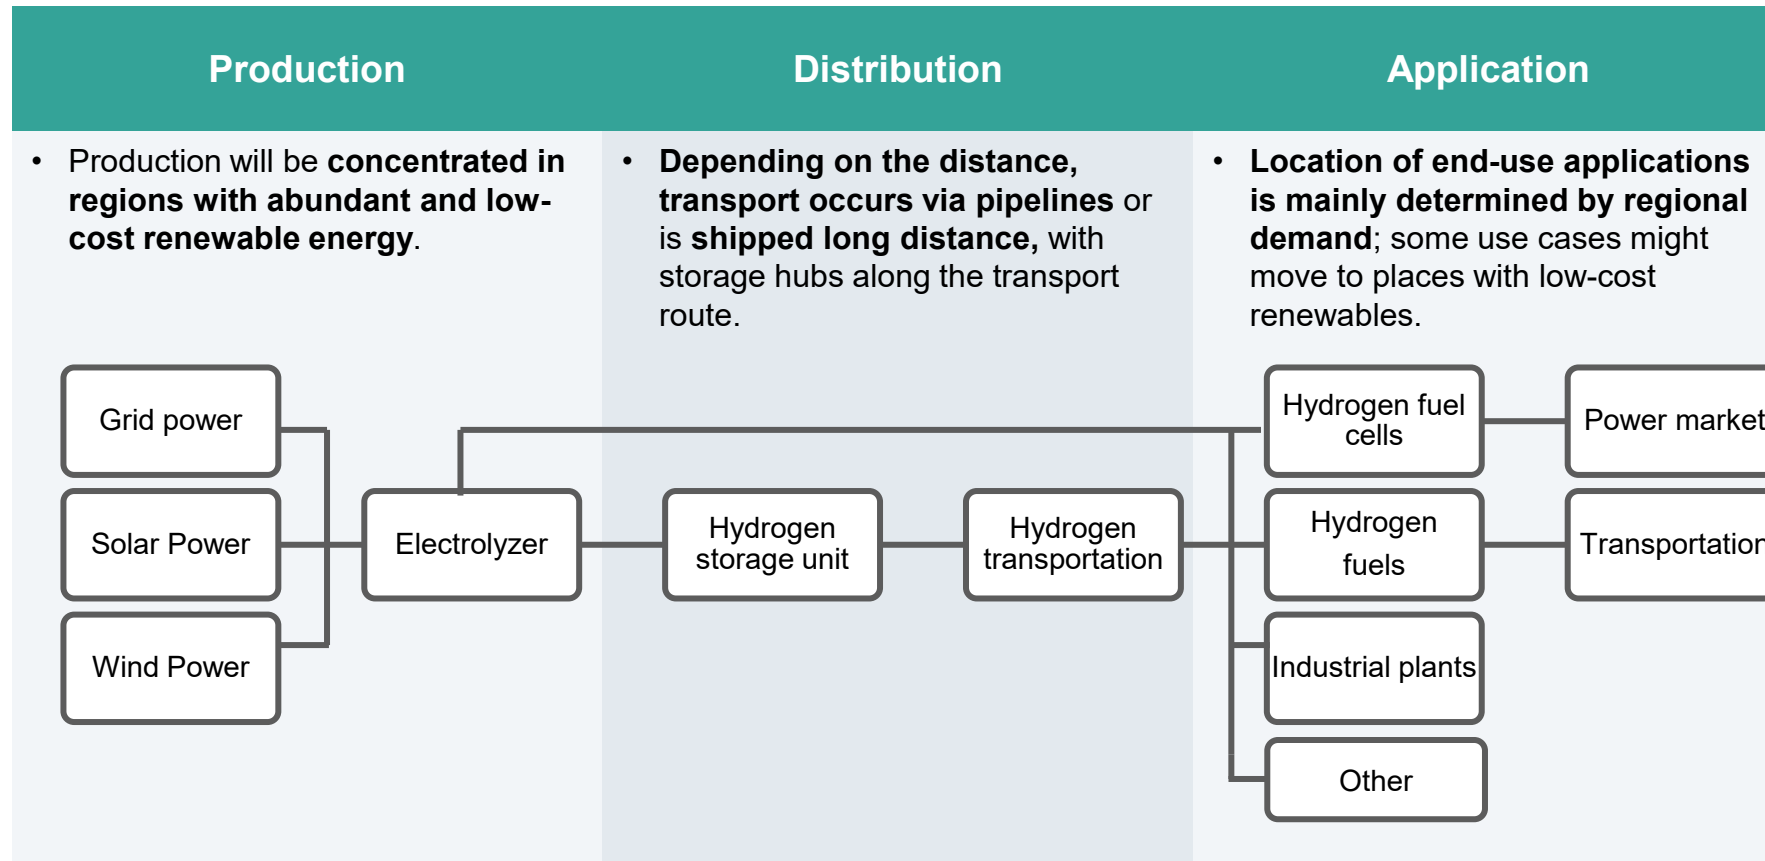 Production
Distribution
Application
• Production will be concentrated in
regions with abundant and low-
cost renewable energy.
• Depending on the distance,
transport occurs via pipelines or
is shipped long distance, with
storage hubs along the transport
route.
• Location of end-use applications
is mainly determined by regional
demand; some use cases might
move to places with low-cost
renewables.
Grid power
Solar Power
Wind Power
Electrolyzer
Hydrogen
storage unit
Hydrogen
transportation
Hydrogen fuel
cells
Power market
Hydrogen
fuels
Transportation
Industrial plants
Other